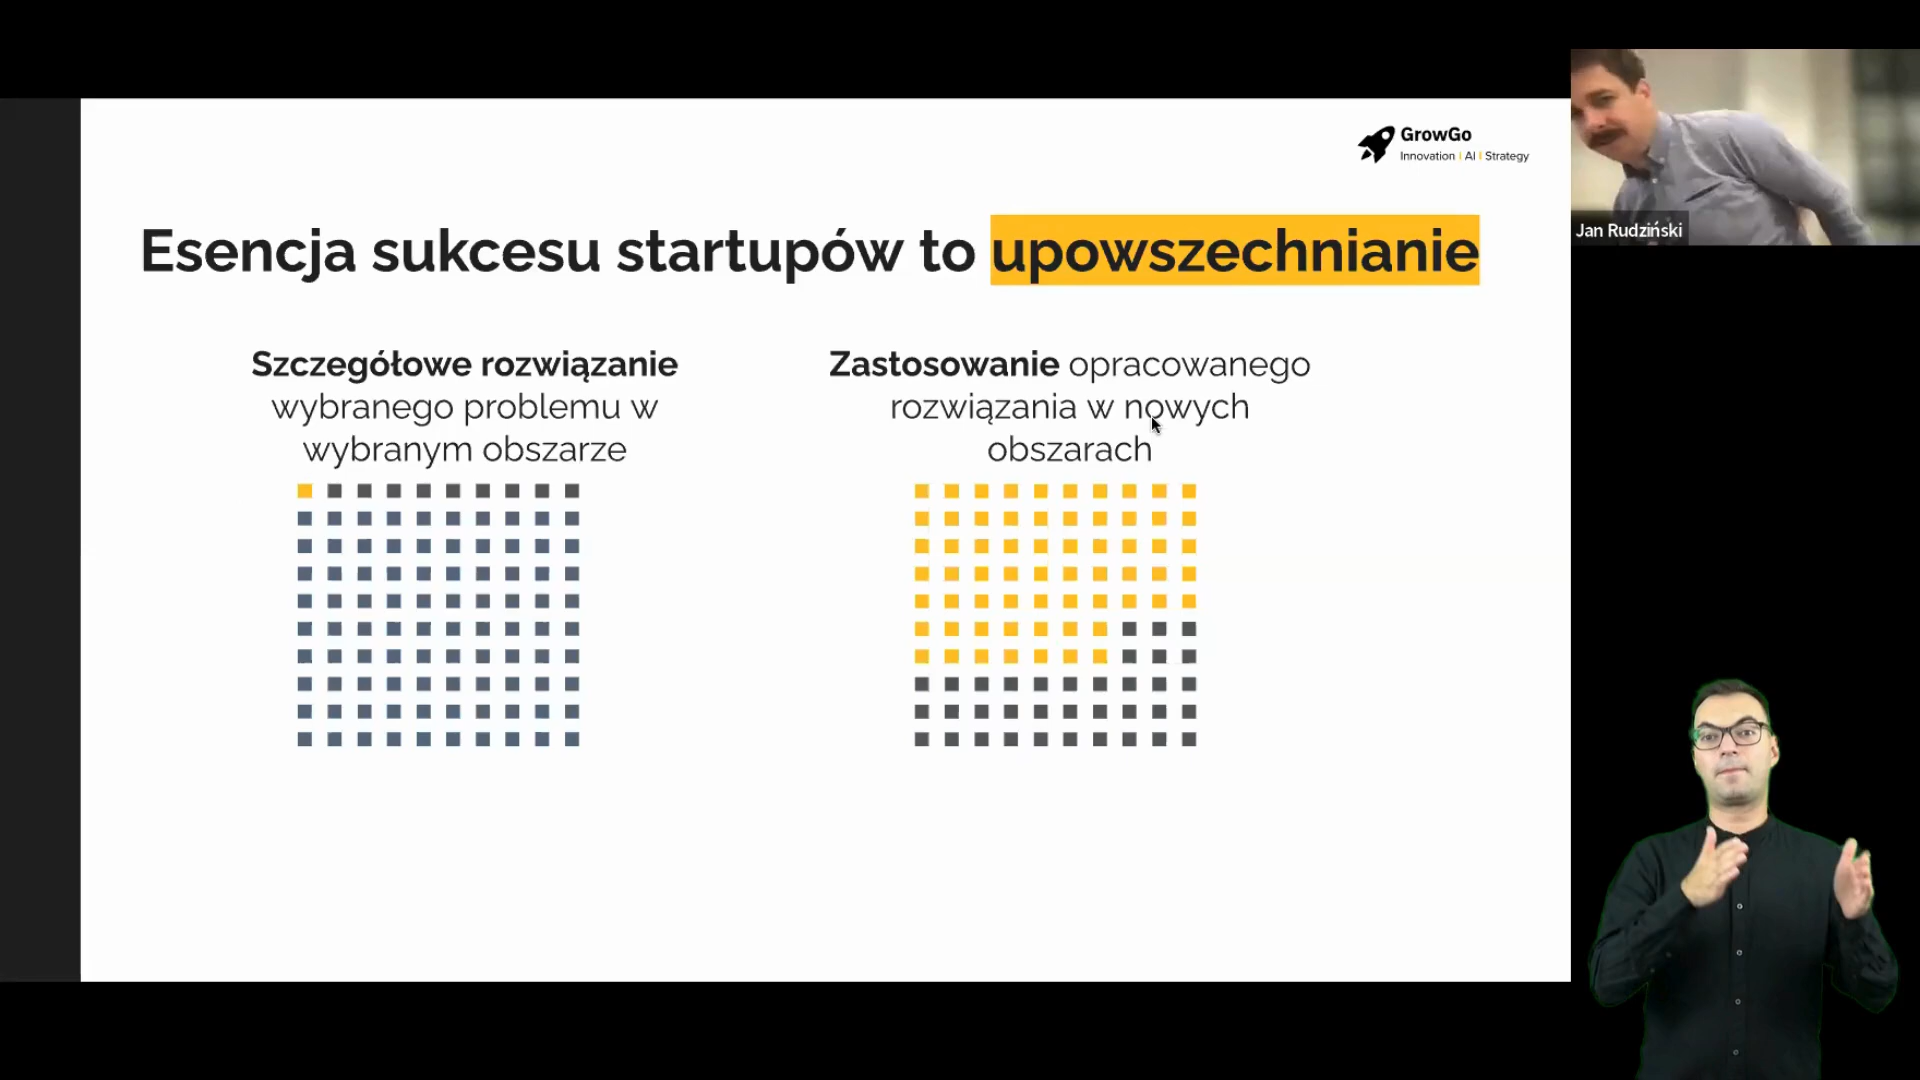 GrowGo
Innovation | AI | Strategy
Jan Rudziński
Esencja sukcesu startupów to upowszechnianie
Szczegółowe rozwiązanie
wybranego problemu w
wybranym obszarze
Zastosowanie opracowanego
rozwiązania w nowych
obszarach